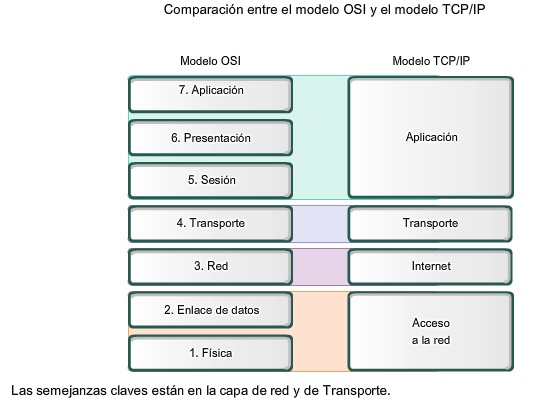 Comparación entre el modelo OSI y el modelo TCP/IP
Modelo OSI
Modelo TCP/IP
7. Aplicación
6. Presentación
5. Sesión
Aplicación
4. Transporte
Transporte
3. Red
Internet
2. Enlace de datos
1. Física
Acceso
a la red
Las semejanzas claves están en la capa de red y de Transporte.